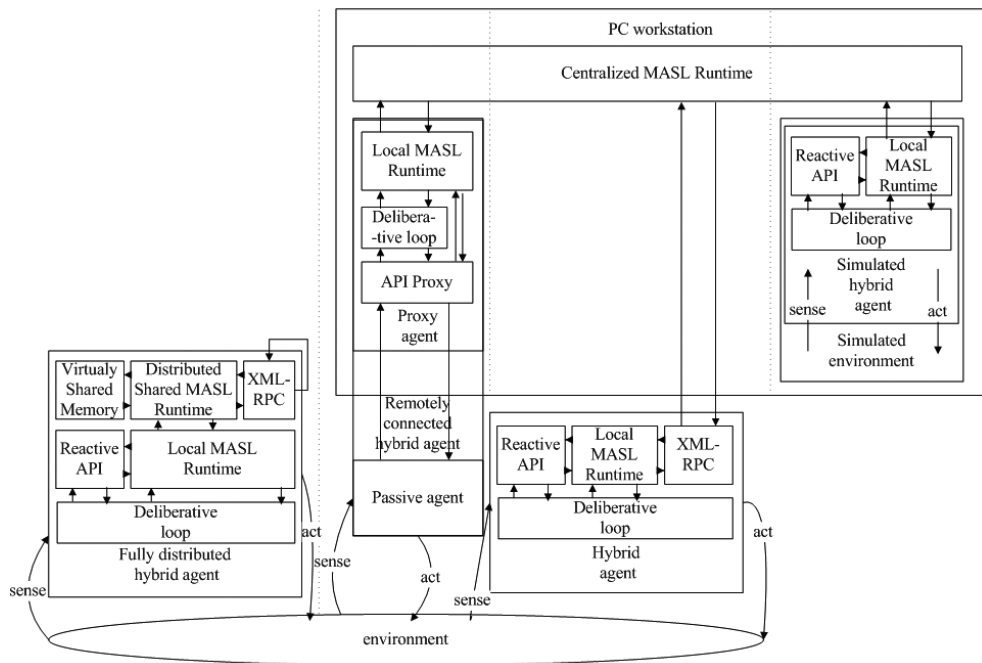 PC workstation
Centralized MASL Runtime
Local MASL
Runtime
Delibera-
-tive loop
API Proxy
Proxy
agent
Reactive
API
Local
MASL
Runtime
Deliberative
loop
Simulated
hybrid
agent
sense
act
Simulated
environment
Virtualy
Shared
Memory
Distributed
Shared MASL
Runtime
XML-
RPC
Reactive
API
Local MASL
Runtime
Deliberative
loop
Fully distributed
hybrid agent
sense
act
Remotely
connected
hybrid agent
Passive agent
sense
act
Reactive
API
Local
MASL
Runtime
XML-
RPC
Deliberative
loop
Hybrid
agent
sense
act
environment